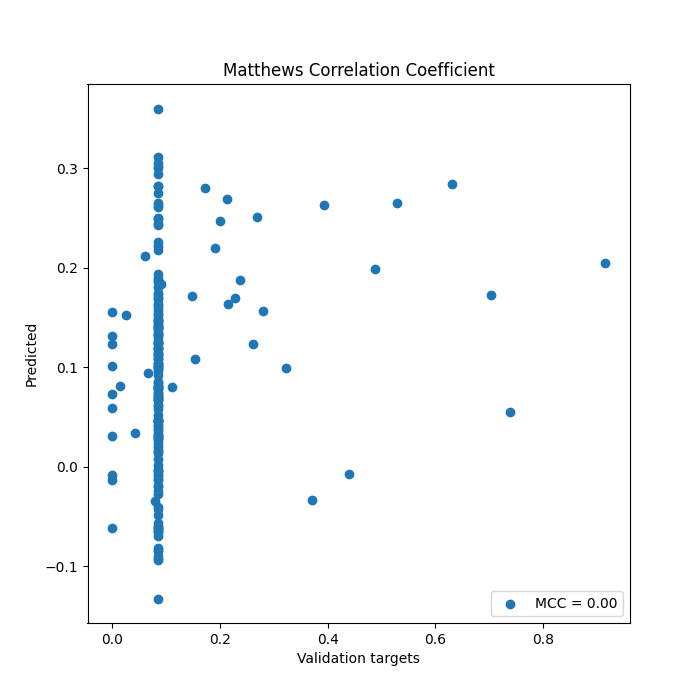 Matthews Correlation Coefficient
Predicted
0.3
0.2
0.1
0.0
−0.1
MCC = 0.00
0.0 0.2 0.4 0.6 0.8
Validation targets